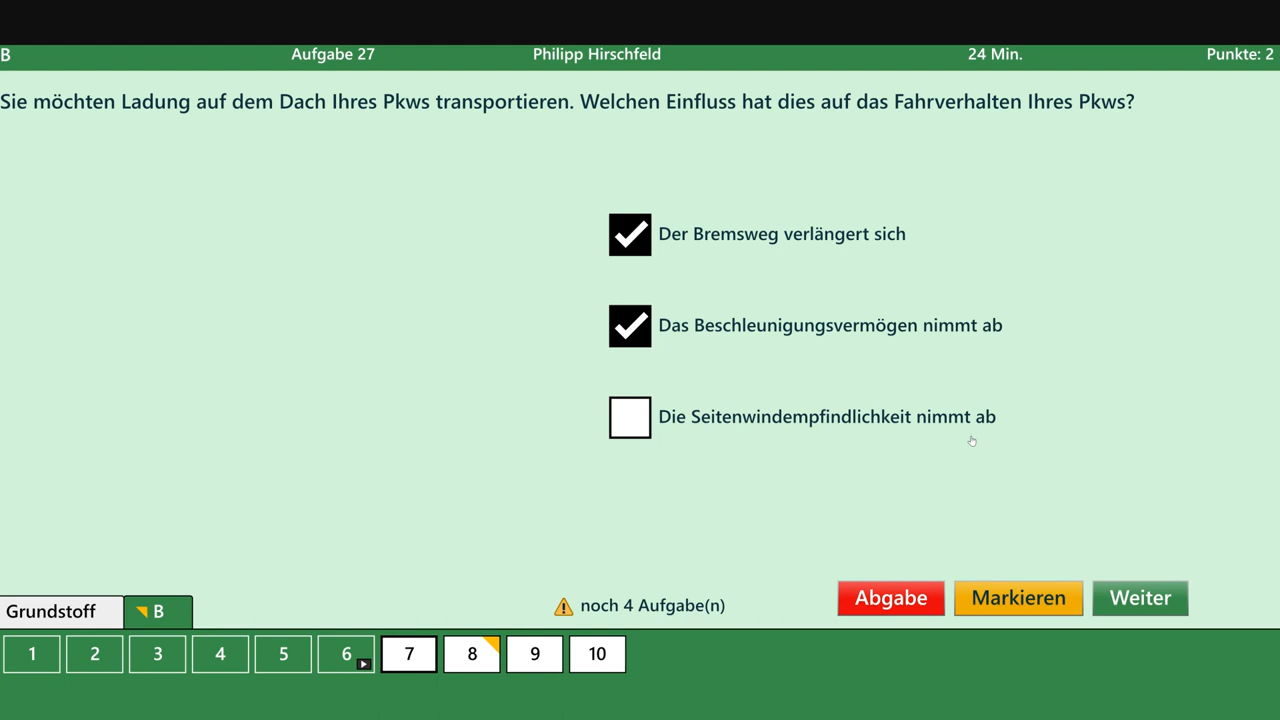 B Aufgabe 27 Philipp Hirschfeld 24 Min. Punkte: 2
Sie möchten Ladung auf dem Dach Ihres Pkws transportieren. Welchen Einfluss hat dies auf das Fahrverhalten Ihres Pkws?
Der Bremsweg verlängert sich
Das Beschleunigungsvermögen nimmt ab
Die Seitenwindempfindlichkeit nimmt ab
Grundstoff B noch 4 Aufgabe(n) Abgabe Markieren Weiter
1 2 3 4 5 6 7 8 9 10